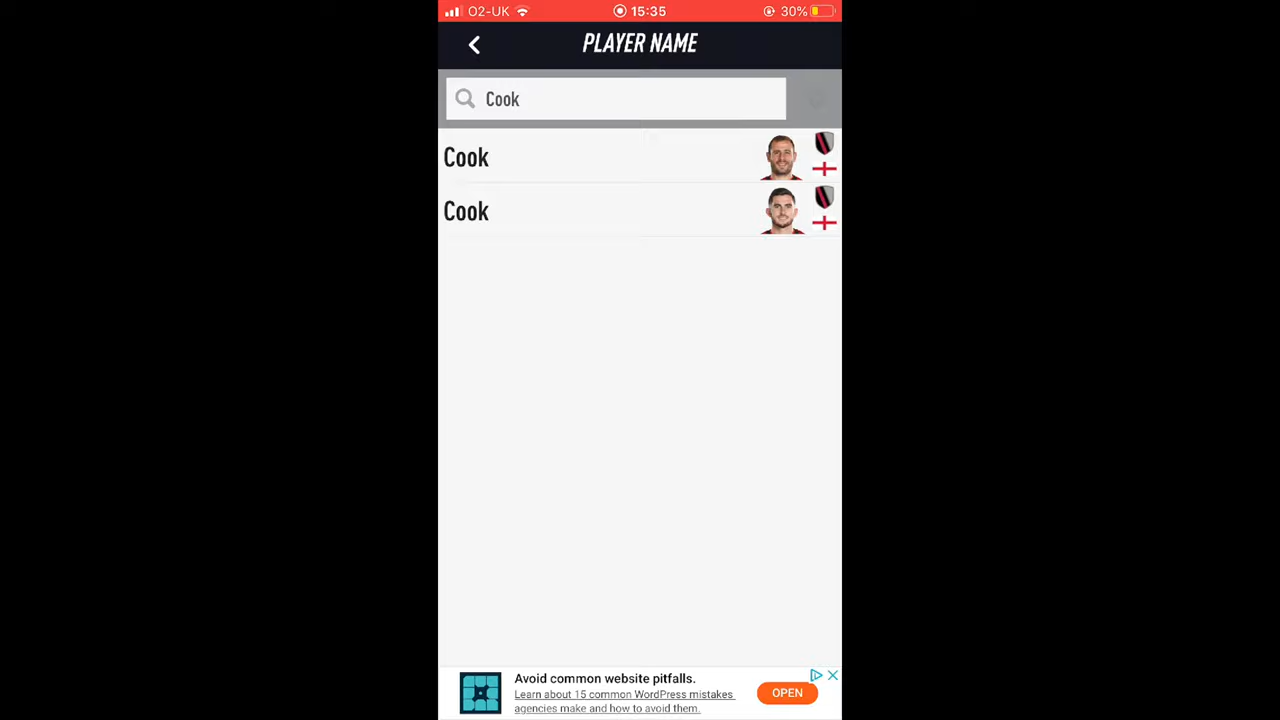 O2-UK 15:35 30%
PLAYER NAME
Cook
Cook
Cook
Avoid common website pitfalls.
Learn about 15 common WordPress mistakes
agencies make and how to avoid them.
OPEN